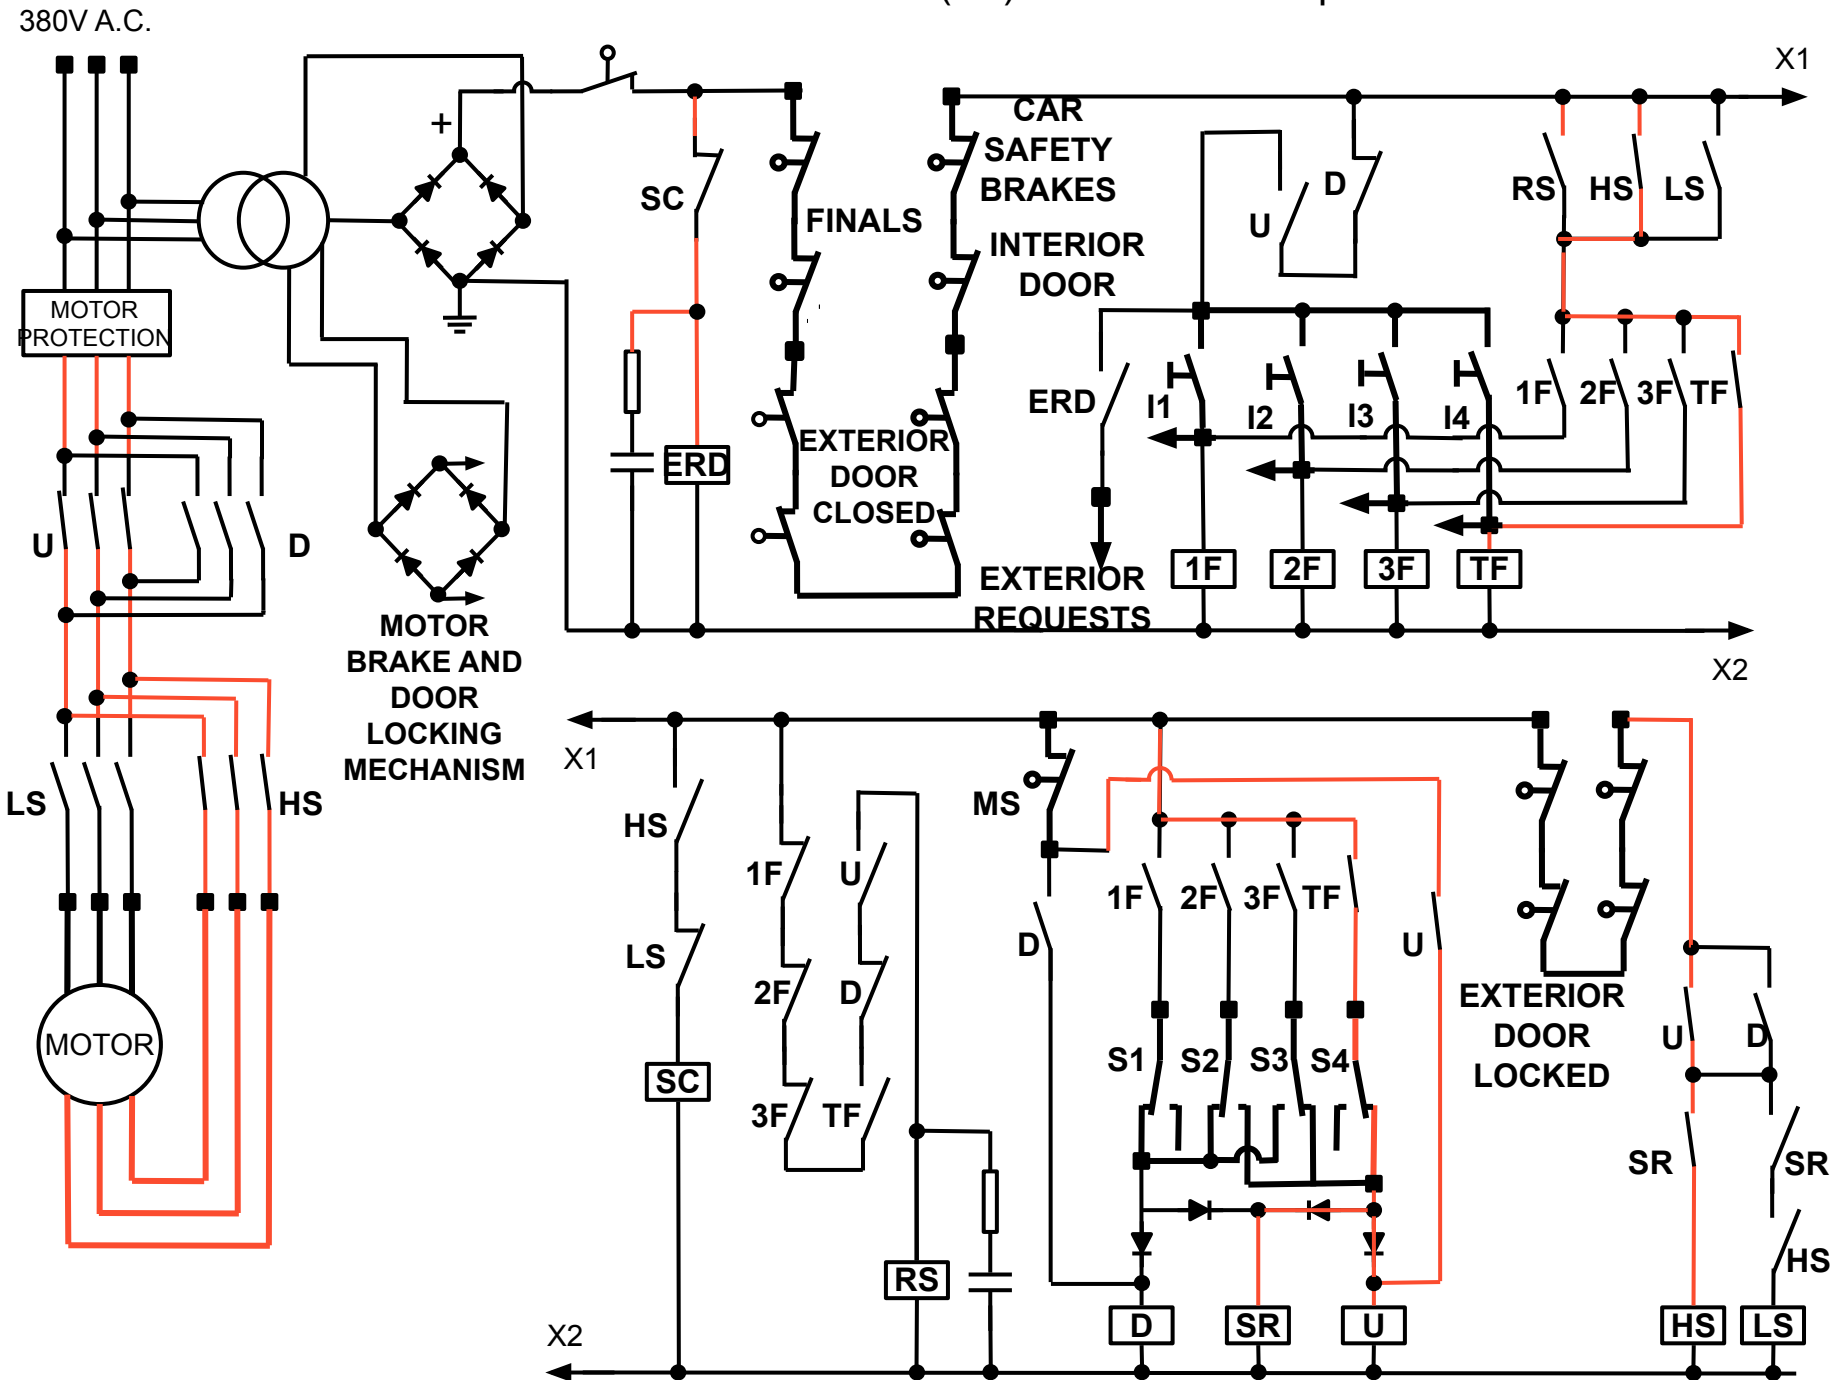 380V A.C.
X1
+
CAR
SAFETY
BRAKES
SC
FINALS
D
U
RS HS LS
INTERIOR
DOOR
MOTOR
PROTECTION
ERD
I1
I2
I3
I4
1F
2F
3F
TF
EXTERIOR
DOOR
CLOSED
ERD
U
D
EXTERIOR
REQUESTS
1F
2F
3F
TF
MOTOR
BRAKE AND
DOOR
LOCKING
MECHANISM
X2
X1
MS
LS
HS
HS
1F
U
1F
2F
3F
TF
D
U
LS
2F
D
EXTERIOR
DOOR
LOCKED
MOTOR
S1
S2
S3
S4
U
D
SC
3F
TF
SR
SR
HS
RS
X2
D
SR
U
HS
LS